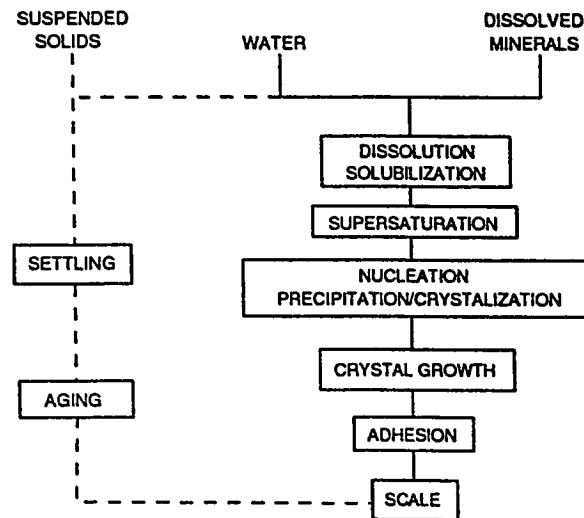 SUSPENDED
SOLIDS
WATER
DISSOLVED
MINERALS
DISSOLUTION
SOLUBILIZATION
SUPERSATURATION
SETTLING
NUCLEATION
PRECIPITATION/CRYSTALIZATION
CRYSTAL GROWTH
AGING
ADHESION
SCALE